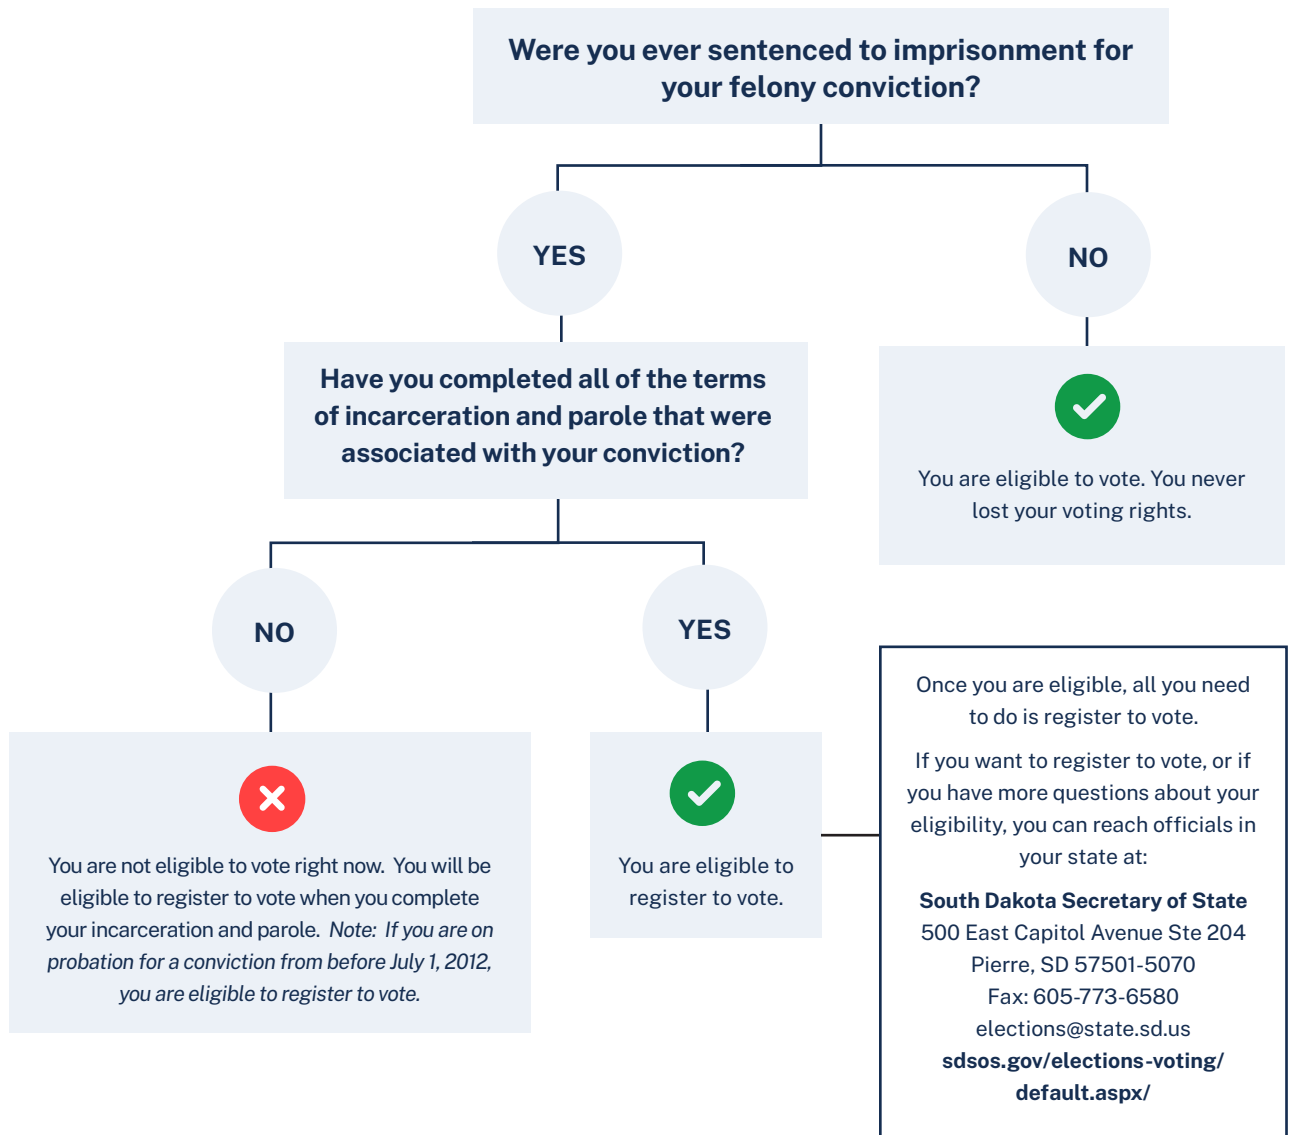 Were you ever sentenced to imprisonment for
your felony conviction?
YES
NO
Have you completed all of the terms
of incarceration and parole that were
associated with your conviction?
You are eligible to vote. You never
lost your voting rights.
NO
YES
You are not eligible to vote right now.  You will be
eligible to register to vote when you complete
your incarceration and parole.  Note:  If you are on
probation for a conviction from before July 1, 2012,
you are eligible to register to vote.
You are eligible to
register to vote.
Once you are eligible, all you need
to do is register to vote.
If you want to register to vote, or if
you have more questions about your
eligibility, you can reach officials in
your state at:
South Dakota Secretary of State
500 East Capitol Avenue Ste 204
Pierre, SD 57501-5070
Fax: 605-773-6580
elections@state.sd.us
sdsos.gov/elections-voting/
default.aspx/